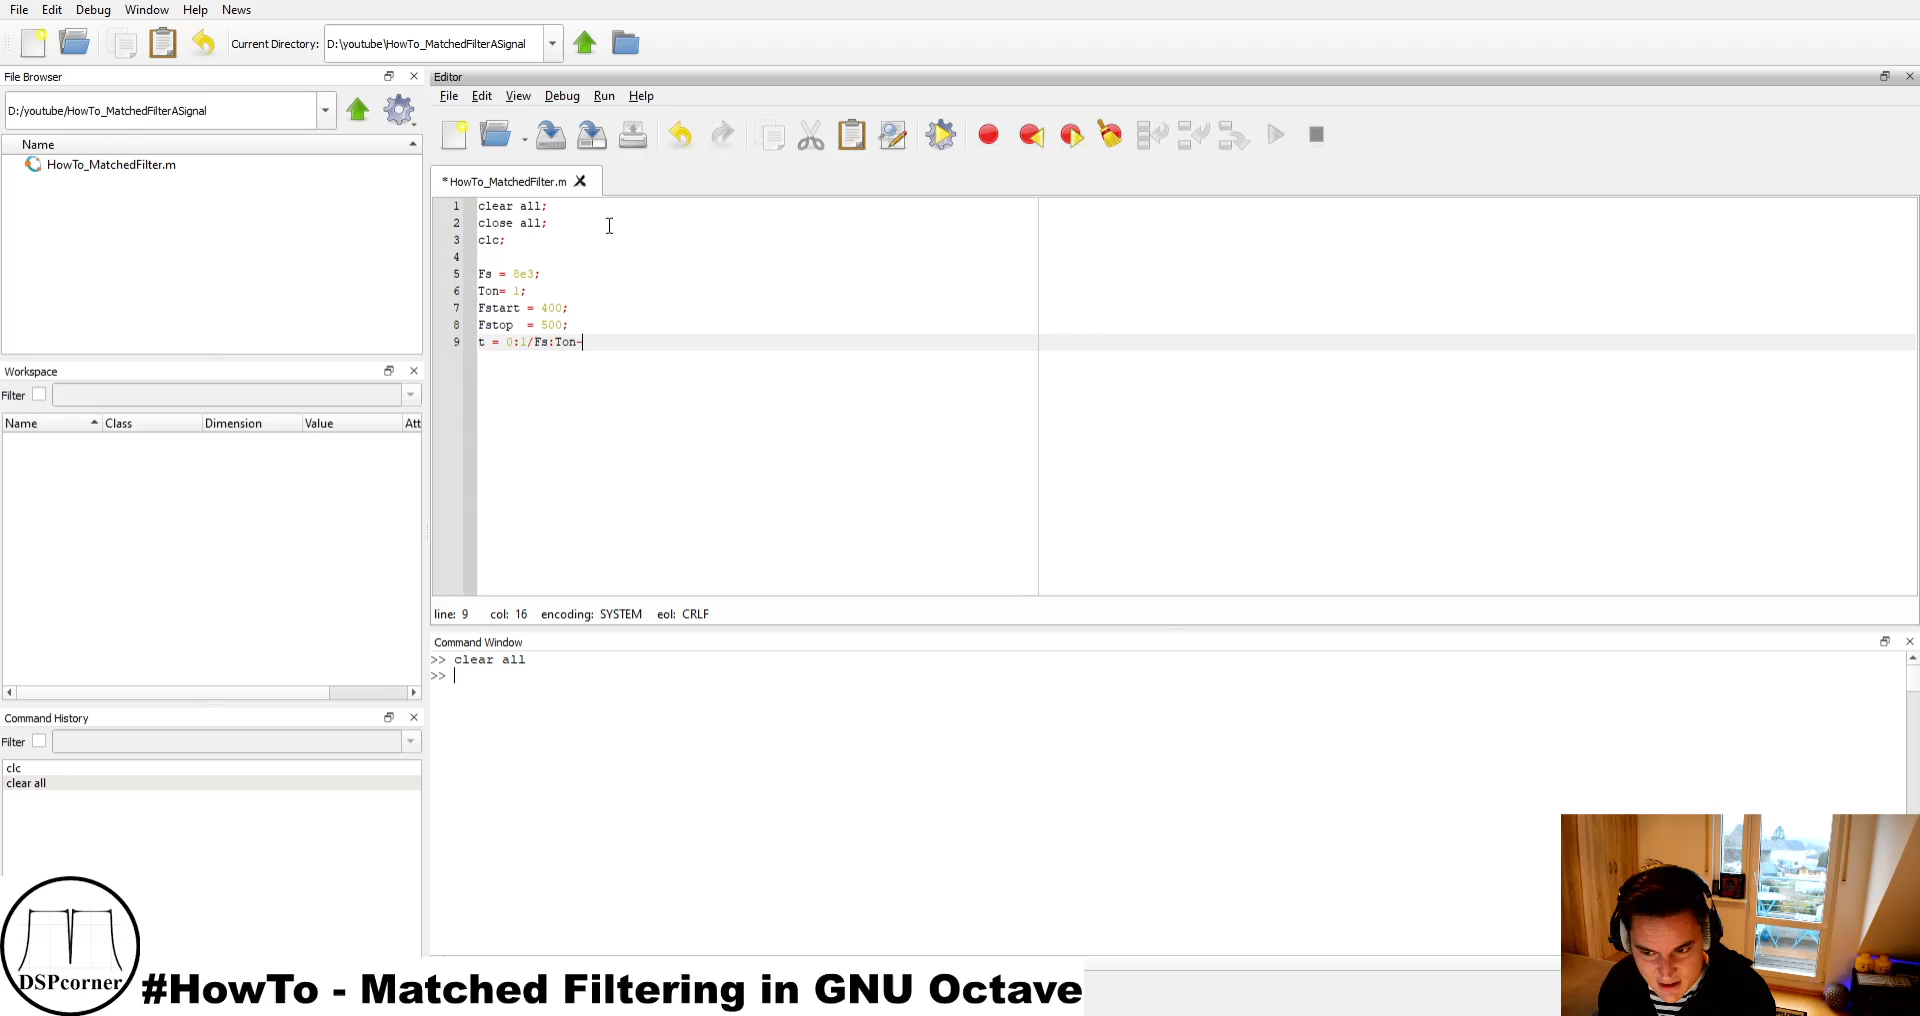 File Edit Debug Window Help News
Current Directory: D:\youtube\HowTo_MatchedFilterASignal
File Browser
D:/youtube/HowTo_MatchedFilterASignal
Name
HowTo_MatchedFilter.m
Workspace
Filter
Name Class Dimension Value Att
Command History
Filter
clc
clear all
Editor
File Edit View Debug Run Help
* HowTo_MatchedFilter.m
1 clear all;
2 close all;
3 clc;
4
5 Fs = 8e3;
6 Ton= 1;
7 Fstart = 400;
8 Fstop  = 500;
9 t = 0:1/Fs:Ton-
line: 9 col: 16 encoding: SYSTEM eol: CRLF
Command Window
>> clear all
>>
DSPcorner
#HowTo - Matched Filtering in GNU Octave